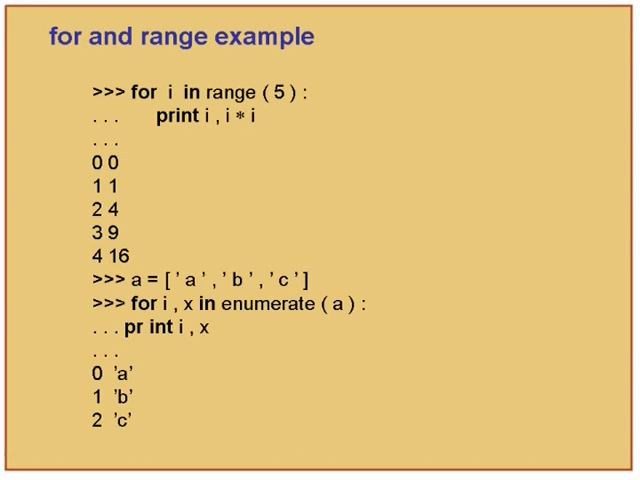 for and range example
>>> for i in range ( 5 ) :
. . . print i , i * i
. . .
0 0
1 1
2 4
3 9
4 16
>>> a = [ ’ a ’ , ’ b ’ , ’ c ’ ]
>>> for i , x in enumerate ( a ) :
. . . pr int i , x
. . .
0 ’a’
1 ’b’
2 ’c’